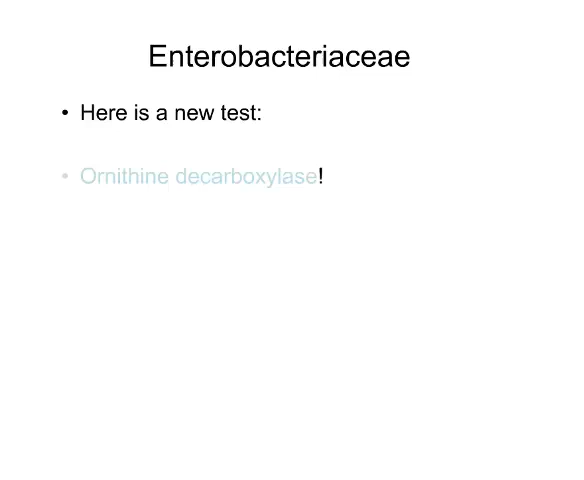 Enterobacteriaceae
• Here is a new test:
• Ornithine decarboxylase!